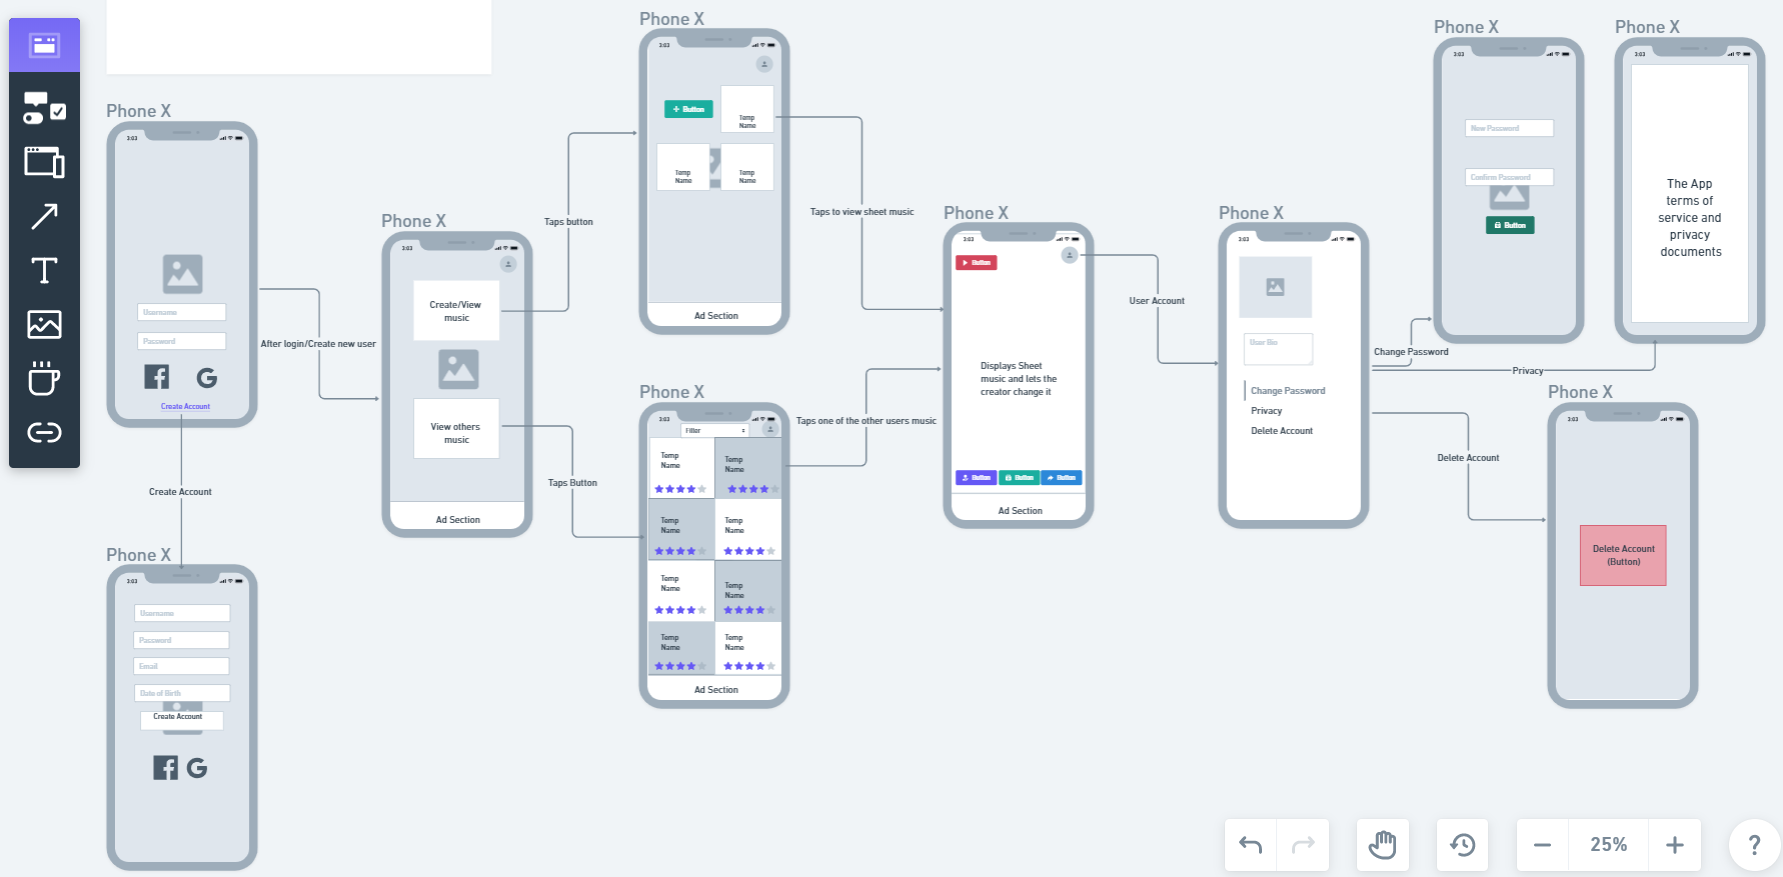 Phone X
3:03
Username
Password
Create Account
After login/Create new user
Create Account
Phone X
3:03
Username
Password
Email
Date of Birth
Create Account
Phone X
3:03
Create/View
music
View others
music
Ad Section
Taps button
Taps Button
Phone X
3:03
Button
Temp
Name
Temp
Name
Temp
Name
Ad Section
Phone X
3:03
Filter
Temp
Name
Temp
Name
Temp
Name
Temp
Name
Temp
Name
Temp
Name
Temp
Name
Temp
Name
Ad Section
Taps to view sheet music
Taps one of the other users music
Phone X
3:03
Button
Displays Sheet
music and lets the
creator change it
Button
Button
Button
Ad Section
User Account
Phone X
3:03
User Bio
Change Password
Privacy
Delete Account
Change Password
Privacy
Delete Account
Phone X
3:03
New Password
Confirm Password
Button
Phone X
3:03
The App
terms of
service and
privacy
documents
Phone X
3:03
Delete Account
(Button)
25%
?